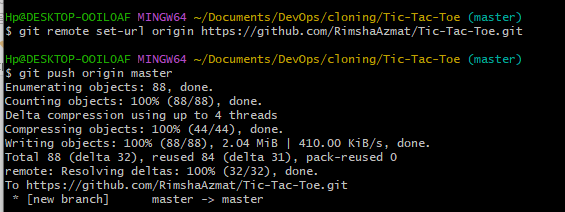 Hp@DESKTOP-OOILOAF MINGW64 ~/Documents/DevOps/cloning/Tic-Tac-Toe (master)
$ git remote set-url origin https://github.com/RimshaAzmat/Tic-Tac-Toe.git
Hp@DESKTOP-OOILOAF MINGW64 ~/Documents/DevOps/cloning/Tic-Tac-Toe (master)
$ git push origin master
Enumerating objects: 88, done.
Counting objects: 100% (88/88), done.
Delta compression using up to 4 threads
Compressing objects: 100% (44/44), done.
Writing objects: 100% (88/88), 2.04 MiB | 410.00 KiB/s, done.
Total 88 (delta 32), reused 84 (delta 31), pack-reused 0
remote: Resolving deltas: 100% (32/32), done.
To https://github.com/RimshaAzmat/Tic-Tac-Toe.git
 * [new branch]      master -> master